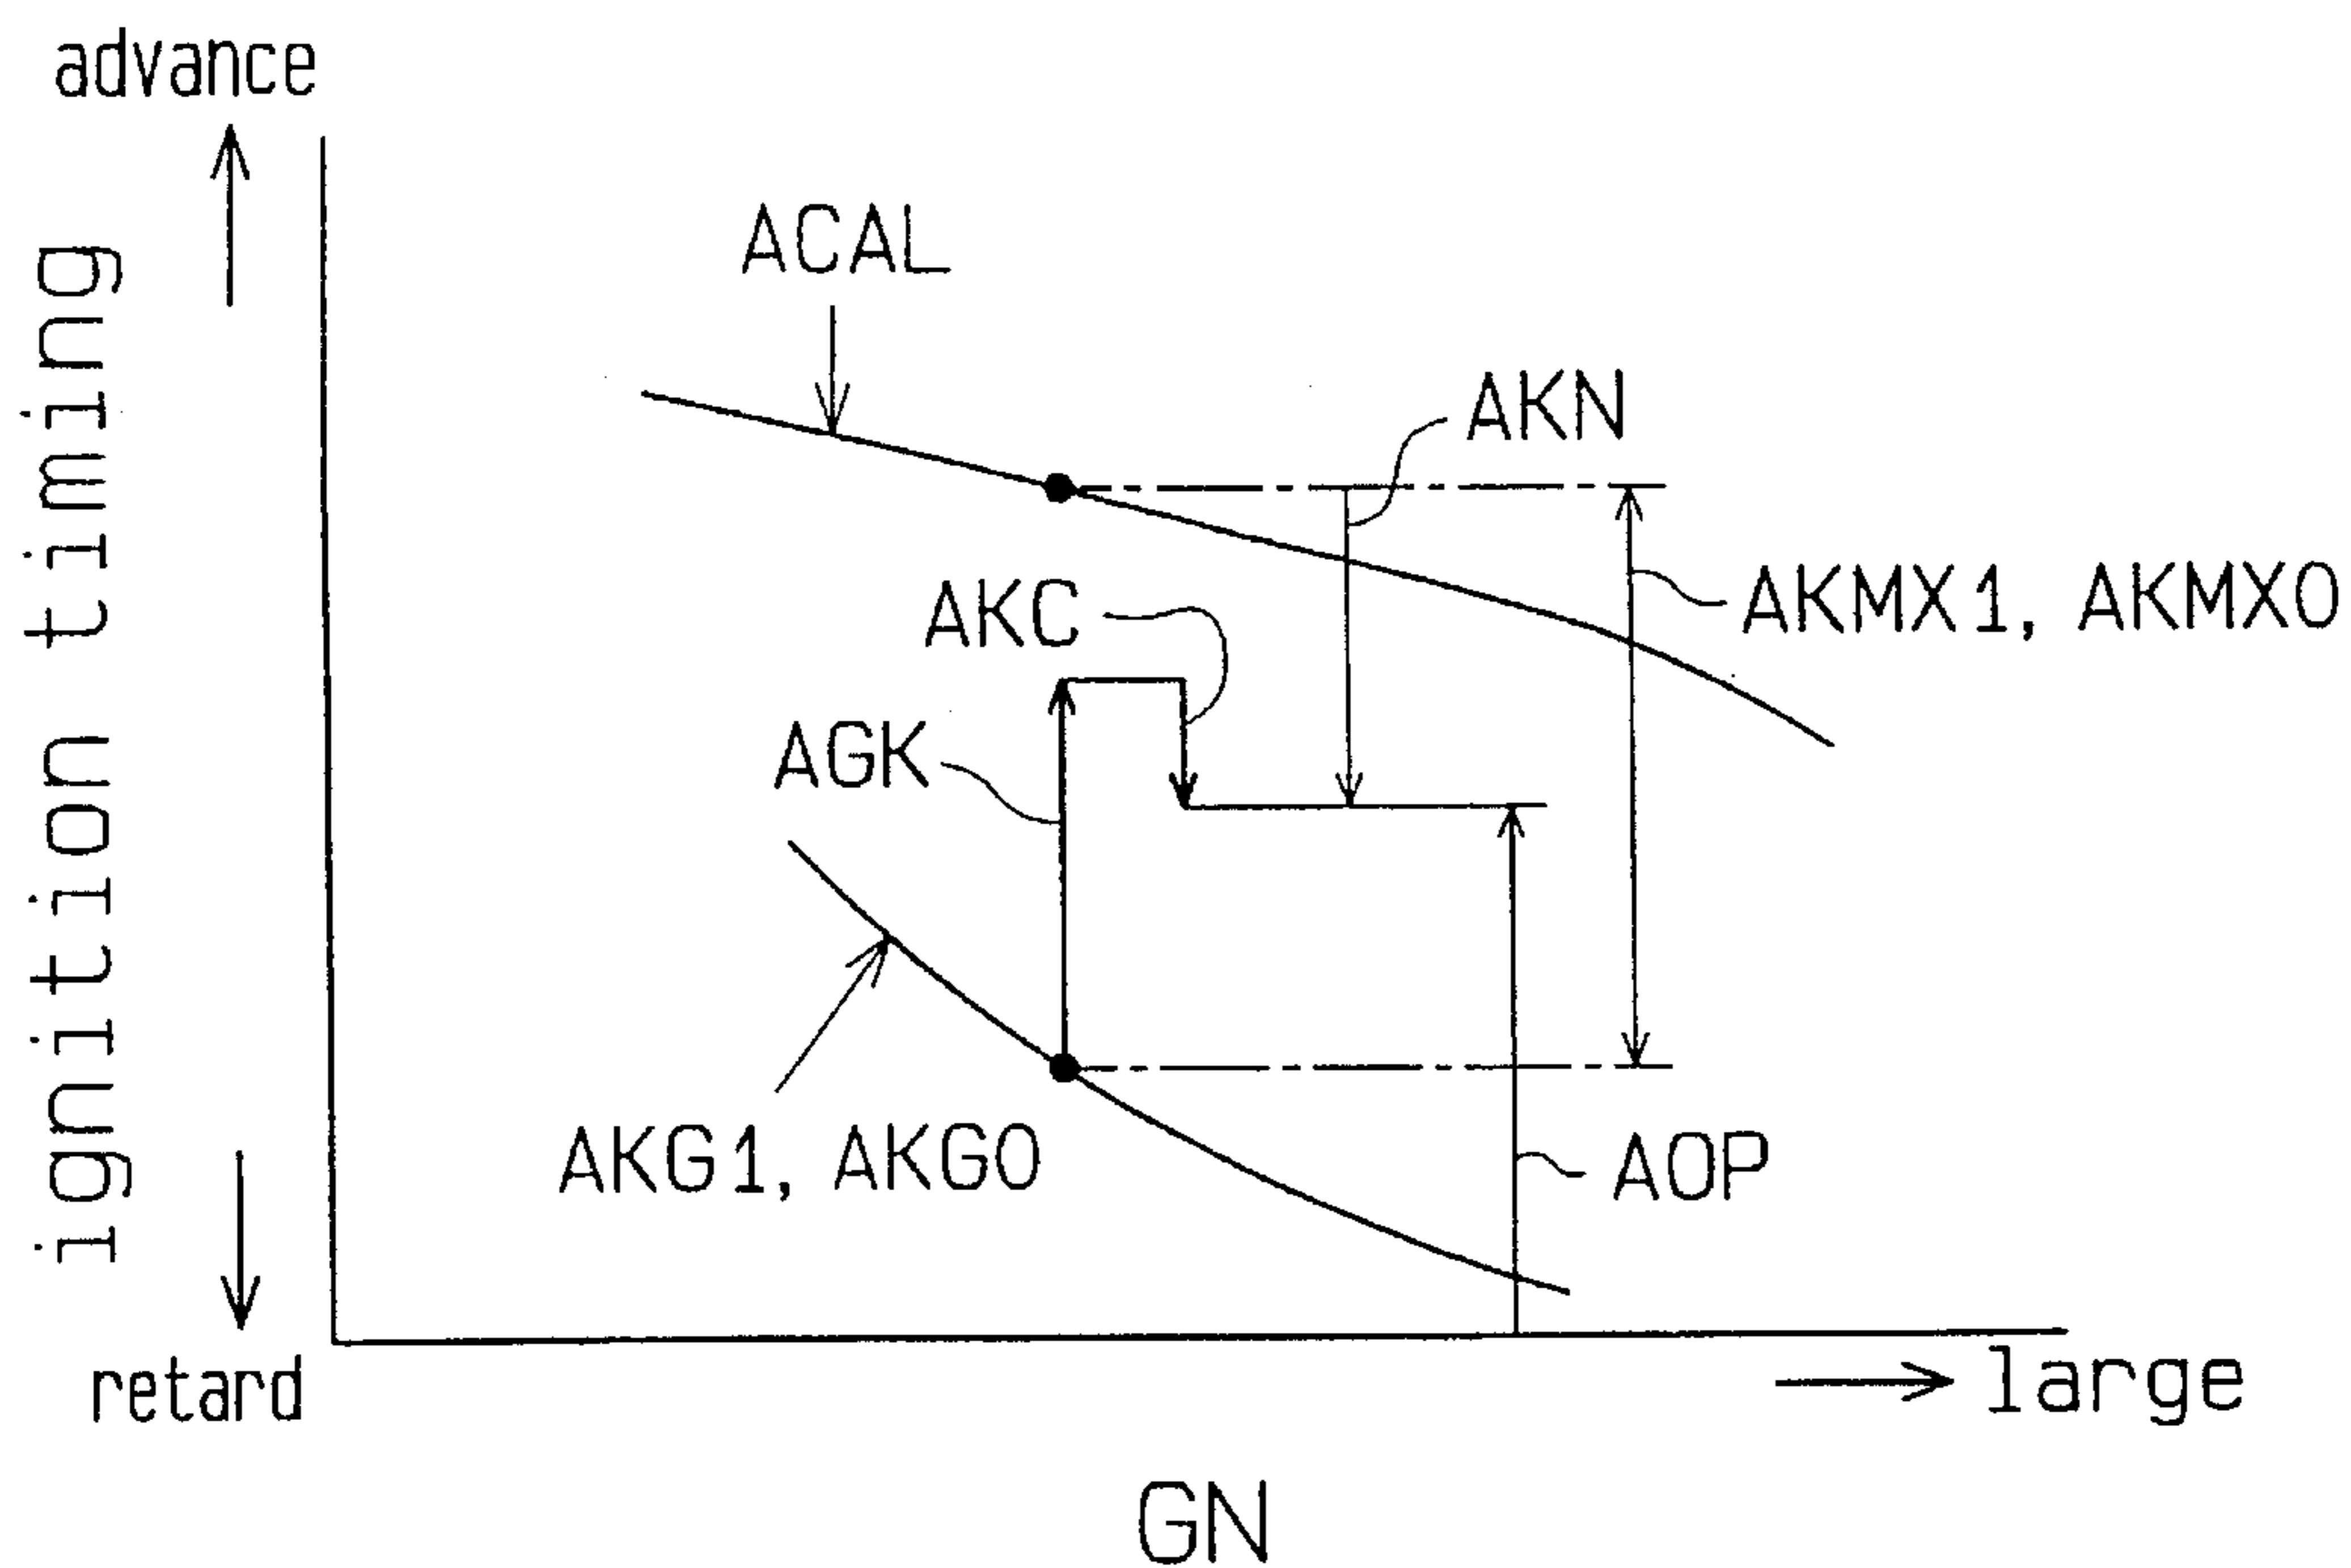 advance
ignition timing
ACAL
AKN
AKC
AKMX1, AKMX0
AGK
AKG1, AKG0
AOP
retard
large
GN